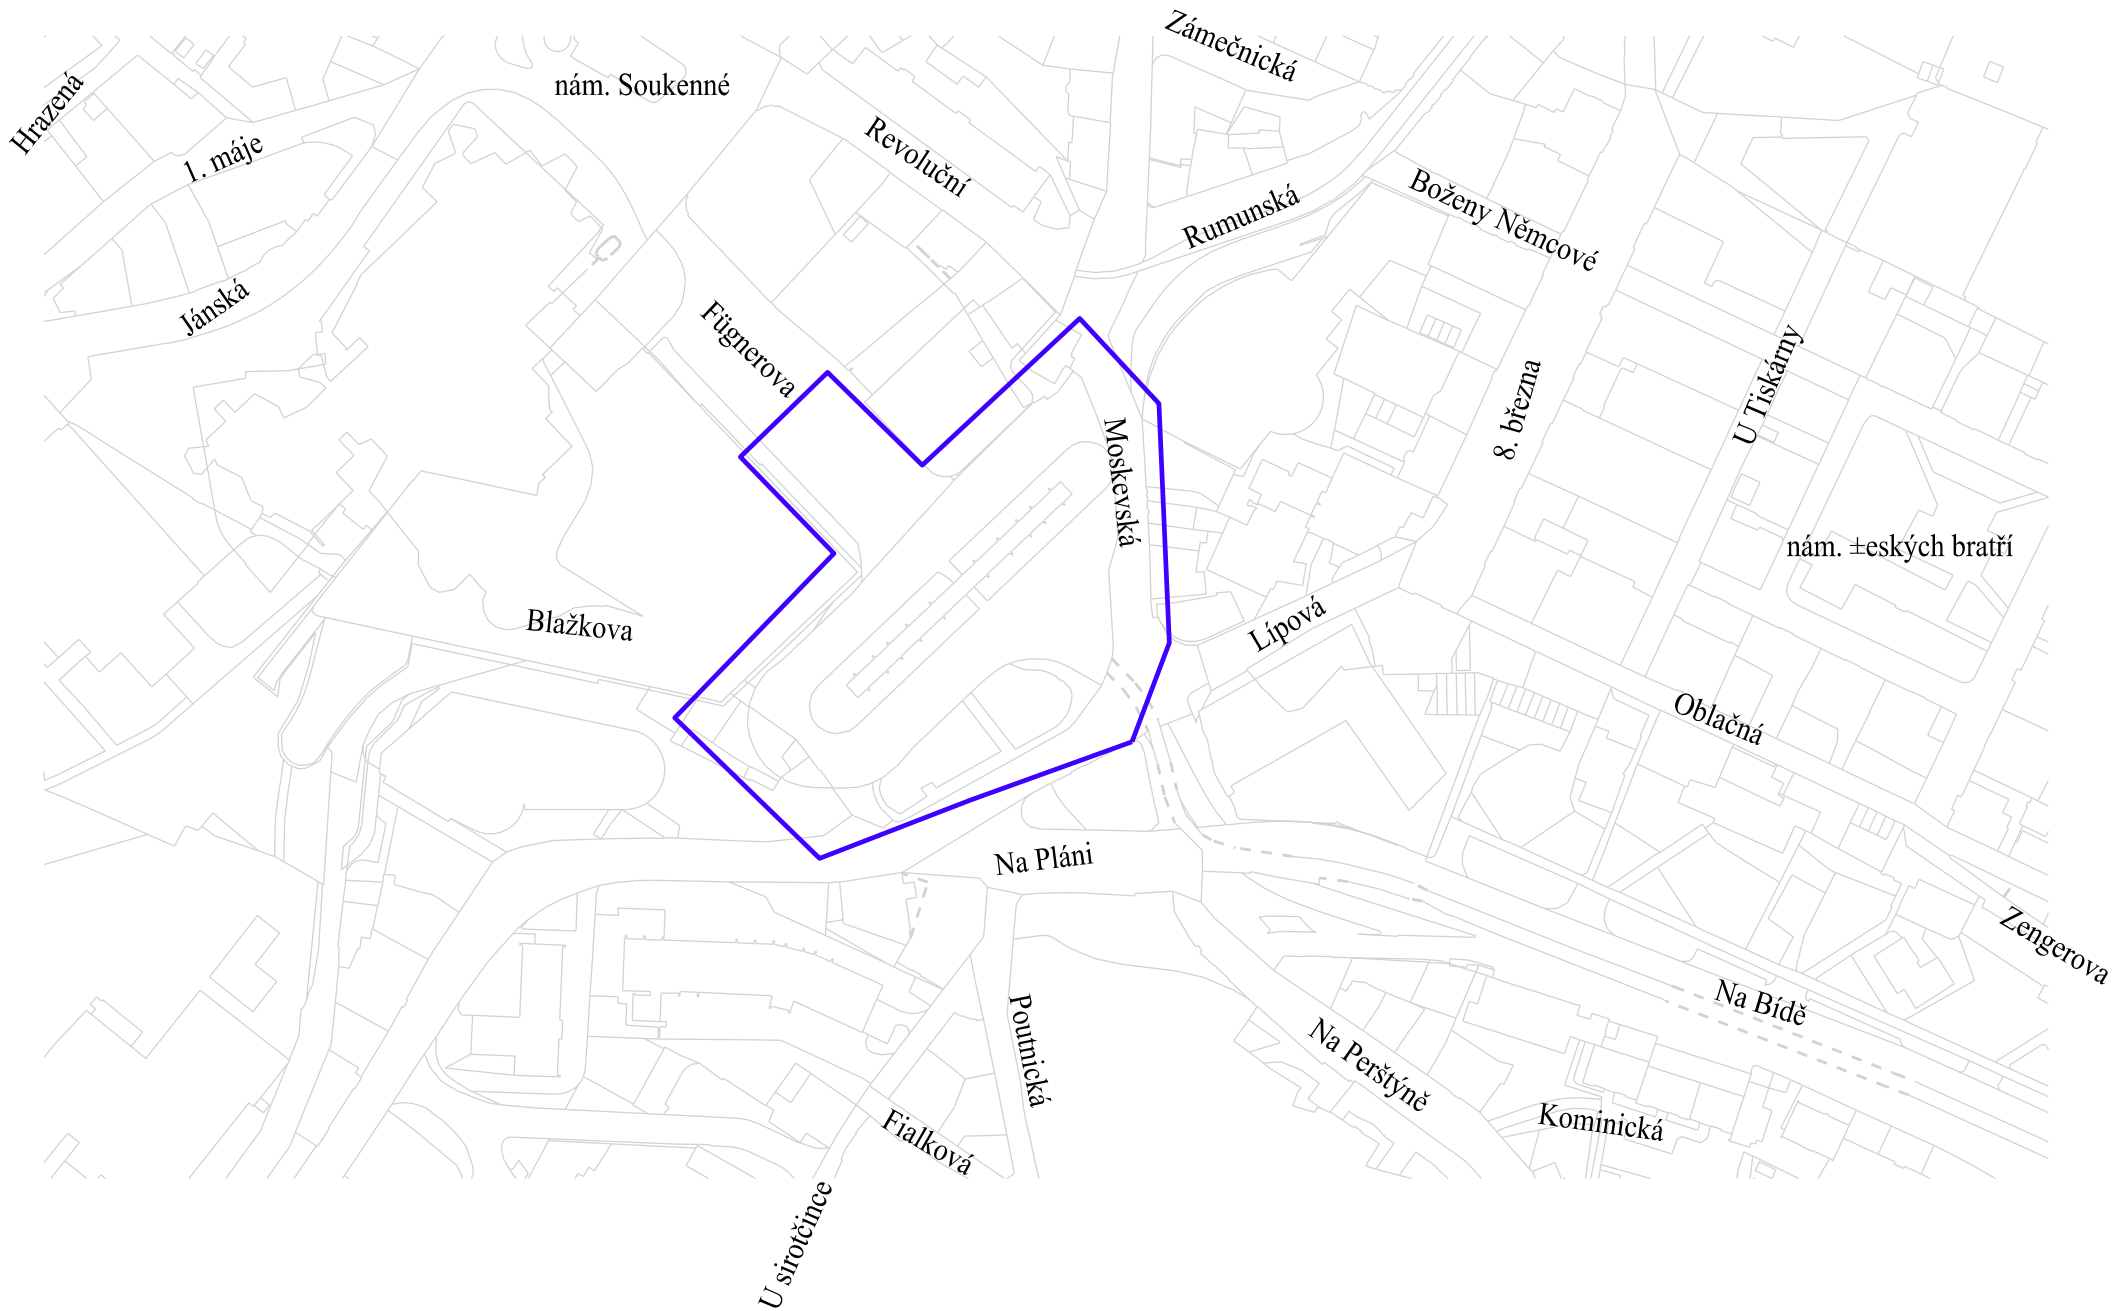 Zámečnická
nám. Soukenné
Hrazená
1. máje
Revoluční
Rumunská
Boženy Němcové
Jánská
Fügnerova
8. března
U Tiskárny
Moskevská
nám. ±eských bratří
Blažkova
Lípová
Oblačná
Na Pláni
Zengerova
Na Bídě
Poutnická
Na Perštýně
Kominická
Fialková
U sirotčince